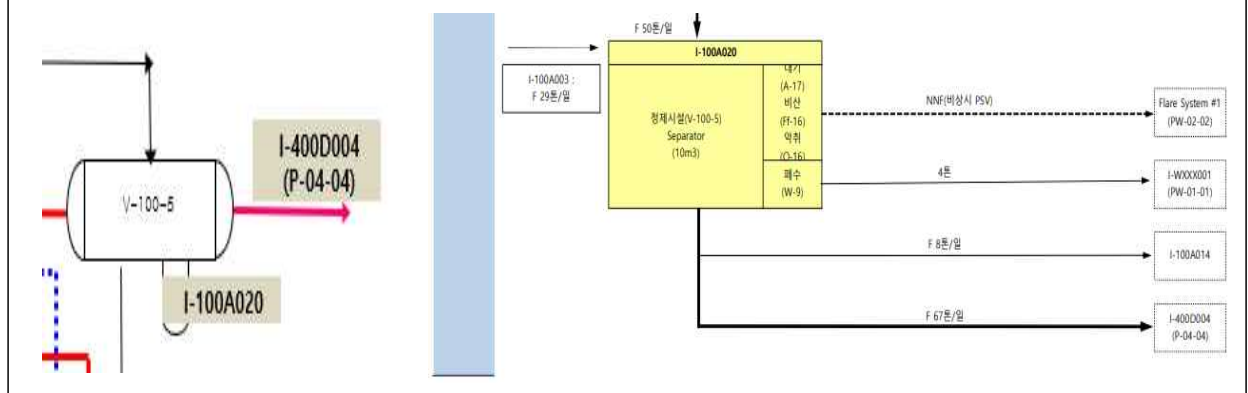 I-400D004
(P-04-04)
V-100-5
I-100A020
F 50톤/일
I-100A003 :
F 29톤/일
I-100A020
정제시설(V-100-5)
Separator
(10m3)
대기
(A-17)
비산
(Ff-16)
악취
(O-16)
폐수
(W-9)
NNF(비상시 PSV)
Flare System #1
(PW-02-02)
4톤
I-WXXX001
(PW-01-01)
F 8톤/일
I-100A014
F 67톤/일
I-400D004
(P-04-04)